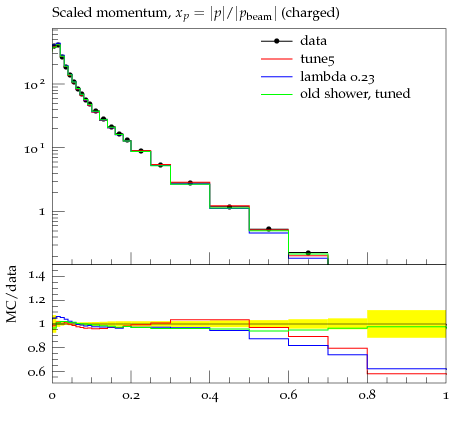 Scaled momentum, x_p = |p|/|p_beam| (charged)
data
tune5
lambda 0.23
old shower, tuned
10^2
10^1
1
MC/data
1.4
1.2
1
0.8
0.6
0 0.2 0.4 0.6 0.8 1